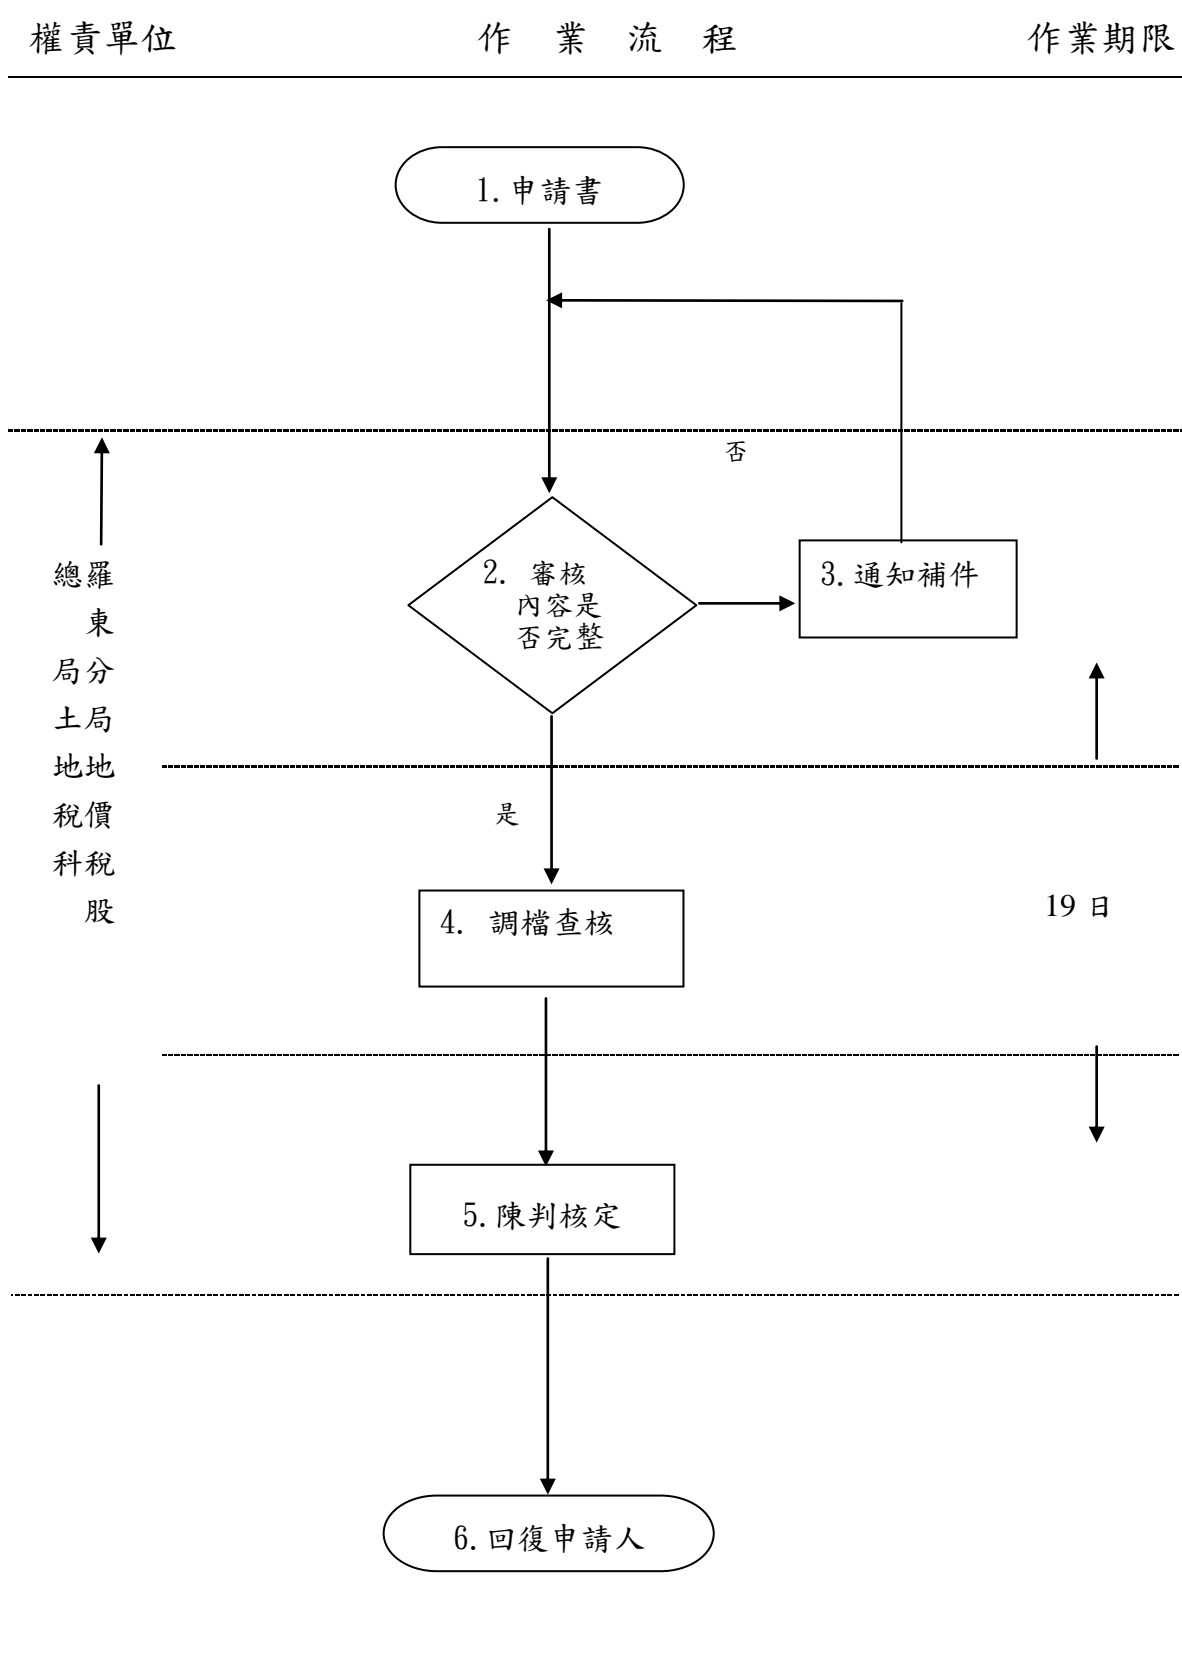 權責單位 作 業 流 程 作業期限
1.申請書
否
2. 審核
內容是
否完整
3.通知補件
總局土地稅科
羅東分局地價稅股
是
4. 調檔查核
19 日
5.陳判核定
6.回復申請人